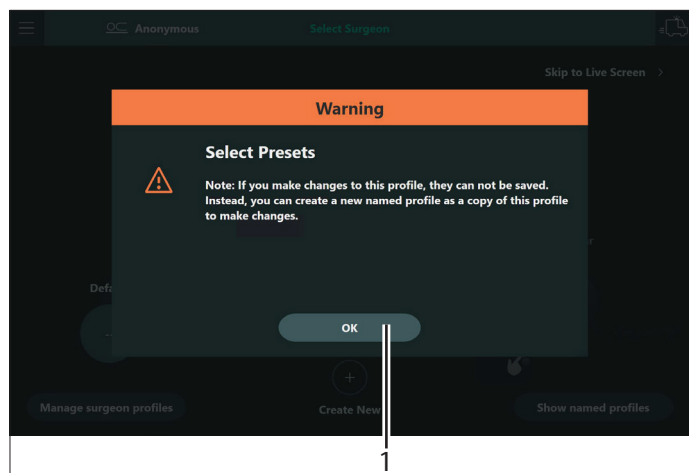 Anonymous
Select Surgeon
Skip to Live Screen >
Warning
Select Presets
Note: If you make changes to this profile, they can not be saved.
Instead, you can create a new named profile as a copy of this profile
to make changes.
OK
Manage surgeon profiles
Create New
Show named profiles
1